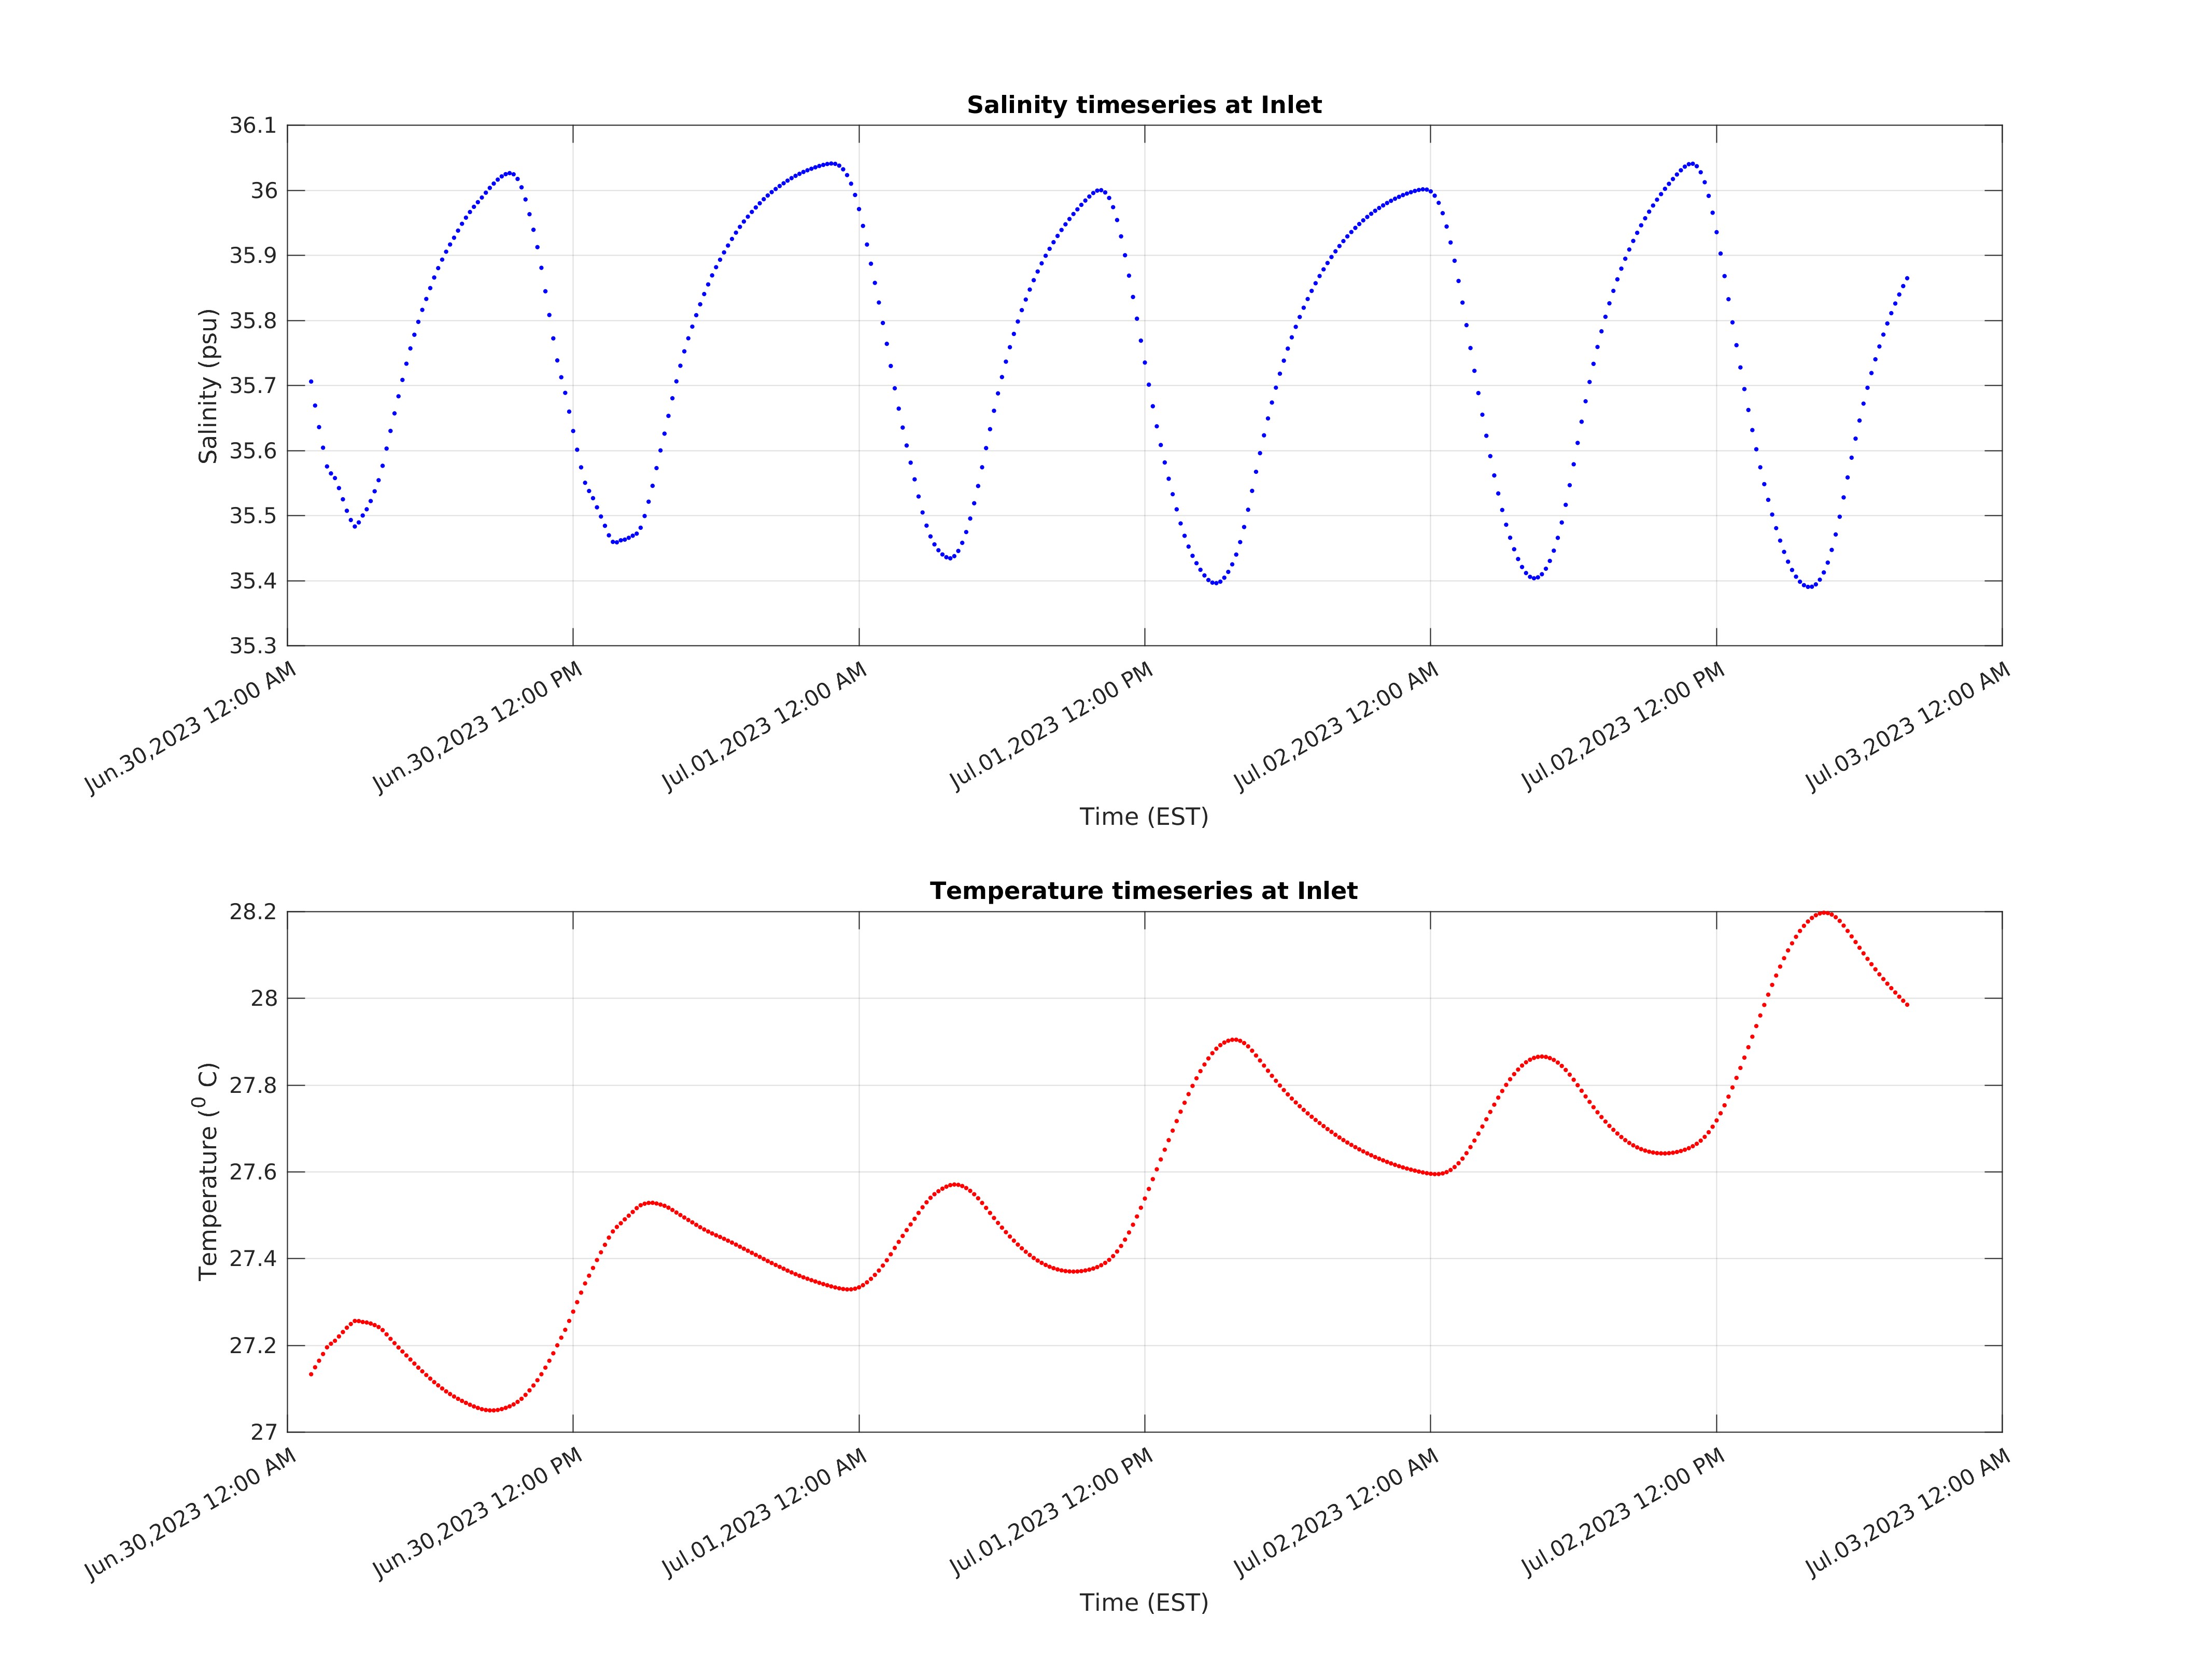 Salinity timeseries at Inlet
36.1
36
35.9
35.8
35.7
35.6
35.5
35.4
35.3
Salinity (psu)
Jun.30,2023 12:00 AM
Jun.30,2023 12:00 PM
Jul.01,2023 12:00 AM
Jul.01,2023 12:00 PM
Jul.02,2023 12:00 AM
Jul.02,2023 12:00 PM
Jul.03,2023 12:00 AM
Time (EST)
Temperature timeseries at Inlet
28.2
28
27.8
27.6
27.4
27.2
27
Temperature (⁰ C)
Jun.30,2023 12:00 AM
Jun.30,2023 12:00 PM
Jul.01,2023 12:00 AM
Jul.01,2023 12:00 PM
Jul.02,2023 12:00 AM
Jul.02,2023 12:00 PM
Jul.03,2023 12:00 AM
Time (EST)